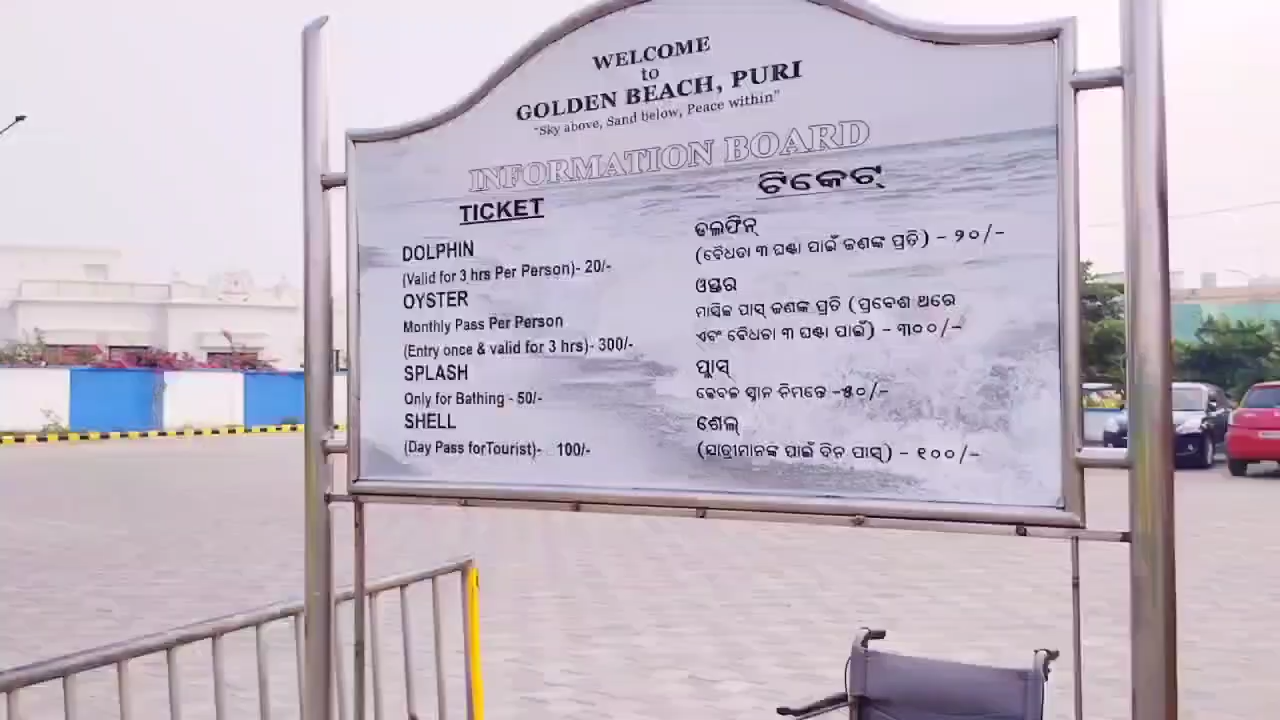 WELCOME
to
GOLDEN BEACH, PURI
"Sky above, Sand below, Peace within"
INFORMATION BOARD
TICKET
DOLPHIN
(Valid for 3 hrs Per Person)- 20/-
OYSTER
Monthly Pass Per Person
(Entry once & valid for 3 hrs)- 300/-
SPLASH
Only for Bathing - 50/-
SHELL
(Day Pass forTourist)- 100/-
ଟିକେଟ୍
ଡଲଫିନ୍
(ବୈଧତା ୩ ଘଣ୍ଟା ପାଇଁ ଜଣଙ୍କ ପ୍ରତି) - ୨୦/-
ଓଷ୍ଟର
ମାସିକ ପାସ୍ ଜଣଙ୍କ ପ୍ରତି (ପ୍ରବେଶ ଥରେ
ଏବଂ ବୈଧତା ୩ ଘଣ୍ଟା ପାଇଁ) - ୩୦୦/-
ପ୍ଲାସ୍
କେବଳ ସ୍ନାନ ନିମନ୍ତେ -୫୦/-
ଶେଲ୍
(ଯାତ୍ରୀମାନଙ୍କ ପାଇଁ ଦିନ ପାସ୍) - ୧୦୦/-